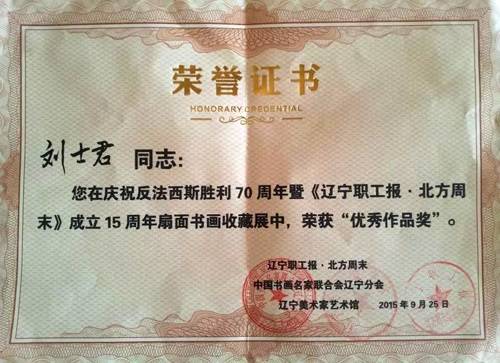 荣誉证书
HONORARY CREDENTIAL
刘士君 同志：
您在庆祝反法西斯胜利70周年暨《辽宁职工报·北方周
末》成立15周年扇面书画收藏展中，荣获“优秀作品奖”。
辽宁职工报·北方周末
中国书画名家联合会辽宁分会
辽宁美术家艺术馆 2015年9月25日